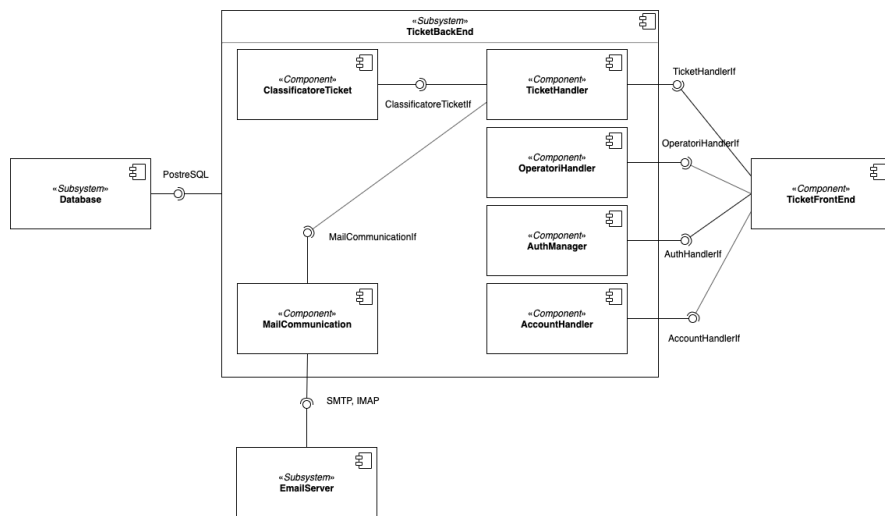 «Subsystem»
TicketBackEnd
«Component»
ClassificatoreTicket
ClassificatoreTicketIf
«Component»
TicketHandler
TicketHandlerIf
«Component»
OperatoriHandler
OperatoriHandlerIf
«Subsystem»
Database
PostreSQL
«Component»
TicketFrontEnd
MailCommunicationIf
«Component»
AuthManager
AuthHandlerIf
«Component»
MailCommunication
«Component»
AccountHandler
AccountHandlerIf
SMTP, IMAP
«Subsystem»
EmailServer